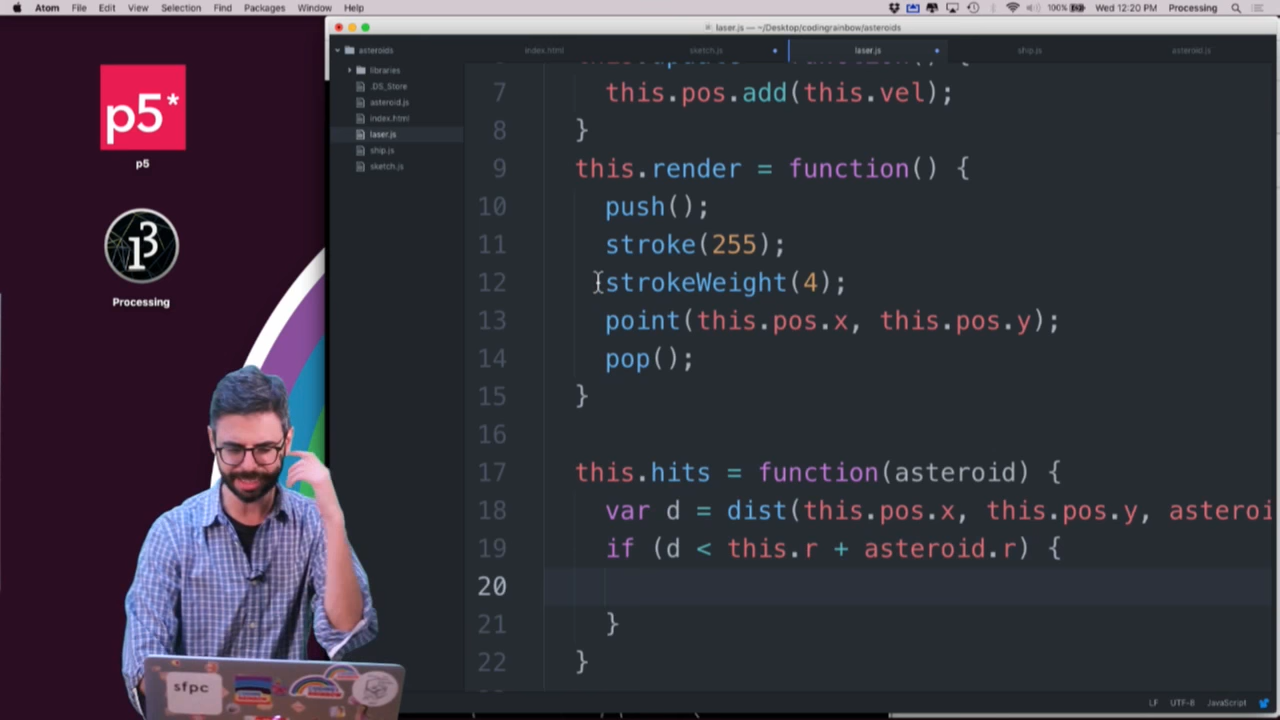 Atom File Edit View Selection Find Packages Window Help
100% Wed 12:20 PM Processing
laser.js — ~/Desktop/codingrainbow/asteroids
asteroids
index.html sketch.js laser.js ship.js asteroid.js
libraries
.DS_Store
asteroid.js
index.html
laser.js
ship.js
sketch.js
p5*
p5
Processing
7 this.pos.add(this.vel);
8 }
9 this.render = function() {
10 push();
11 stroke(255);
12 strokeWeight(4);
13 point(this.pos.x, this.pos.y);
14 pop();
15 }
16
17 this.hits = function(asteroid) {
18 var d = dist(this.pos.x, this.pos.y, asteroi
19 if (d < this.r + asteroid.r) {
20
21 }
22 }
sfpc
LF UTF-8 JavaScript